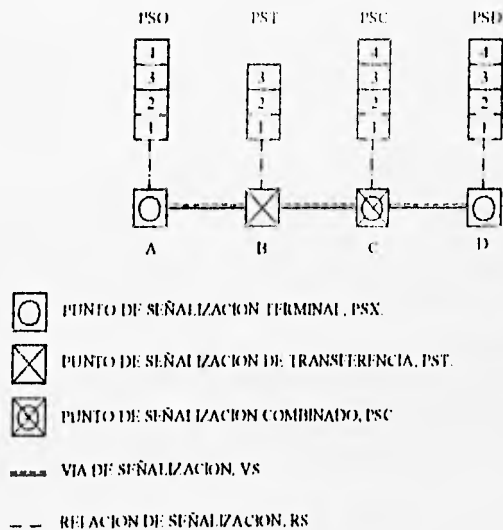 PSO PST PSC PSD
4 4 4
3 3 3 3
2 2 2 2
1 1 1 1
A B C D
PUNTO DE SEÑALIZACION TERMINAL, PSX.
PUNTO DE SEÑALIZACION DE TRANSFERENCIA, PST.
PUNTO DE SEÑALIZACION COMBINADO, PSC
VIA DE SEÑALIZACION, VS
RELACION DE SEÑALIZACION, RS